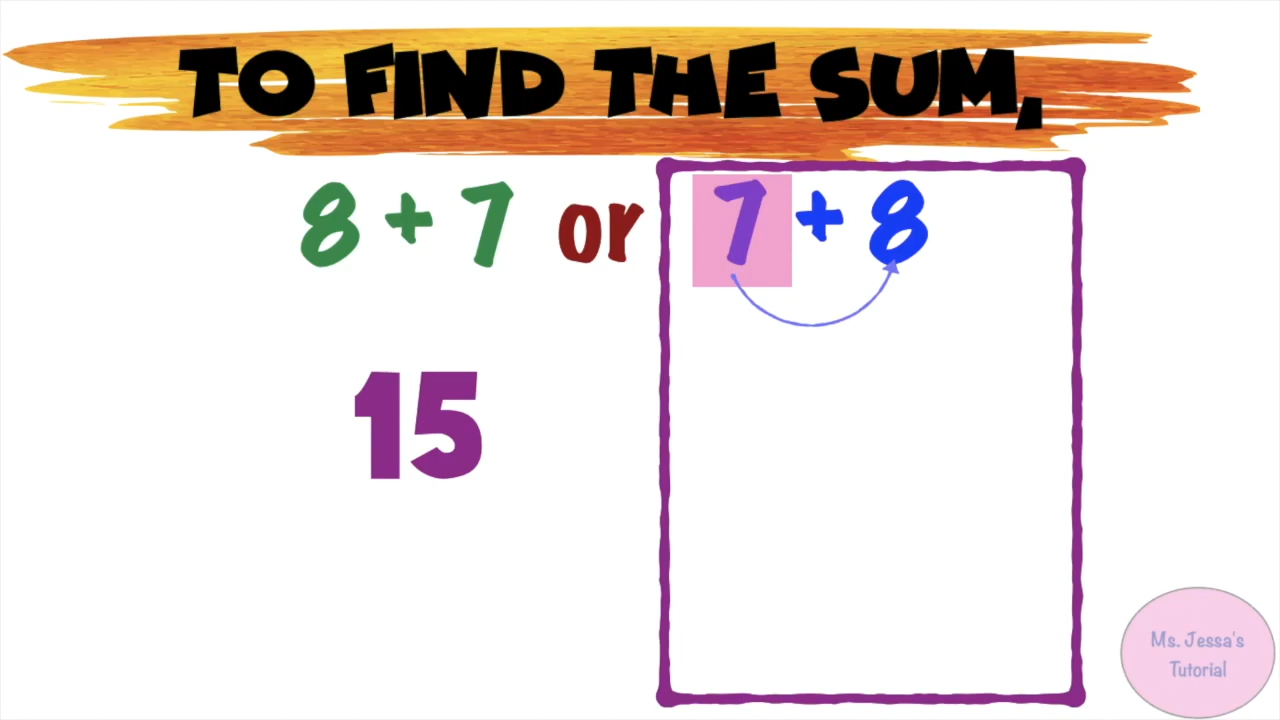 TO FIND THE SUM,
8 + 7 or 7 + 8
15
Ms. Jessa's
Tutorial